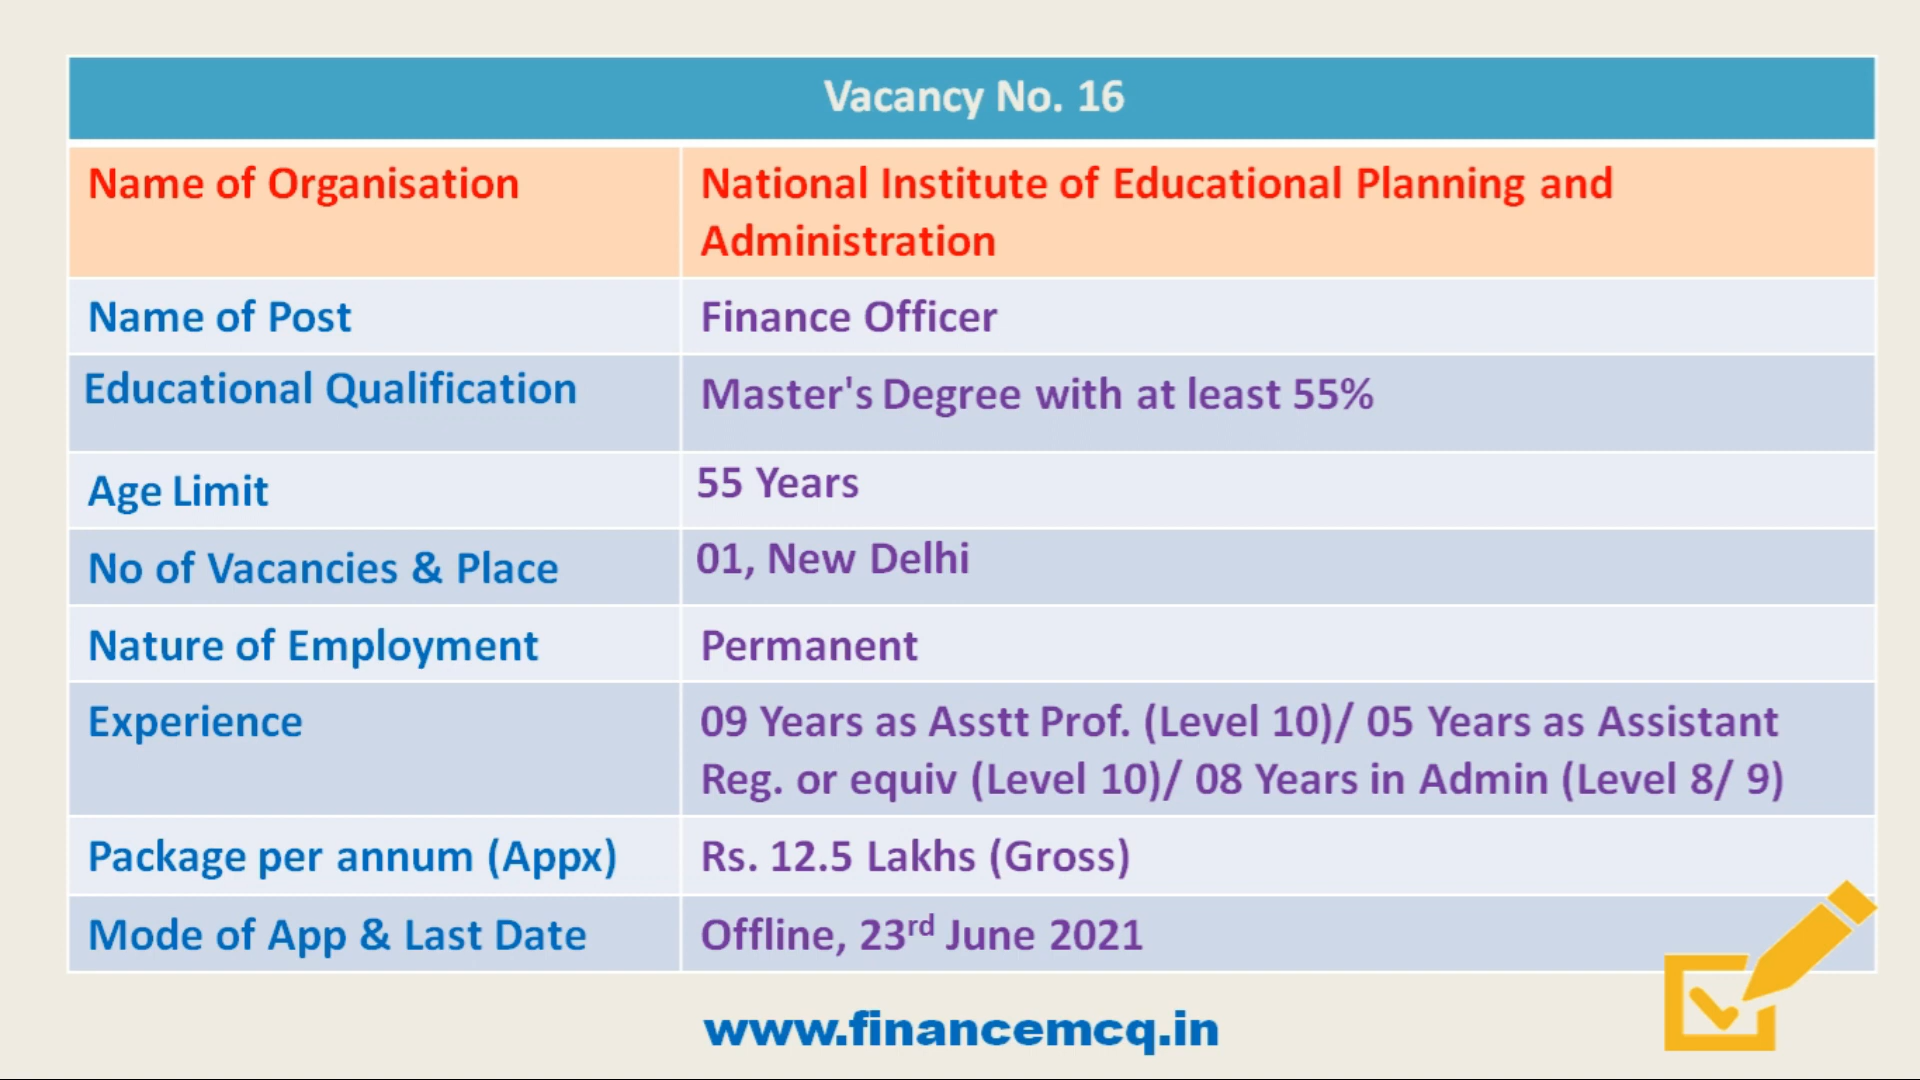 Vacancy No. 16
Name of Organisation
National Institute of Educational Planning and
Administration
Name of Post
Finance Officer
Educational Qualification
Master's Degree with at least 55%
Age Limit
55 Years
No of Vacancies & Place
01, New Delhi
Nature of Employment
Permanent
Experience
09 Years as Asstt Prof. (Level 10)/ 05 Years as Assistant
Reg. or equiv (Level 10)/ 08 Years in Admin (Level 8/ 9)
Package per annum (Appx)
Rs. 12.5 Lakhs (Gross)
Mode of App & Last Date
Offline, 23rd June 2021
www.financemcq.in